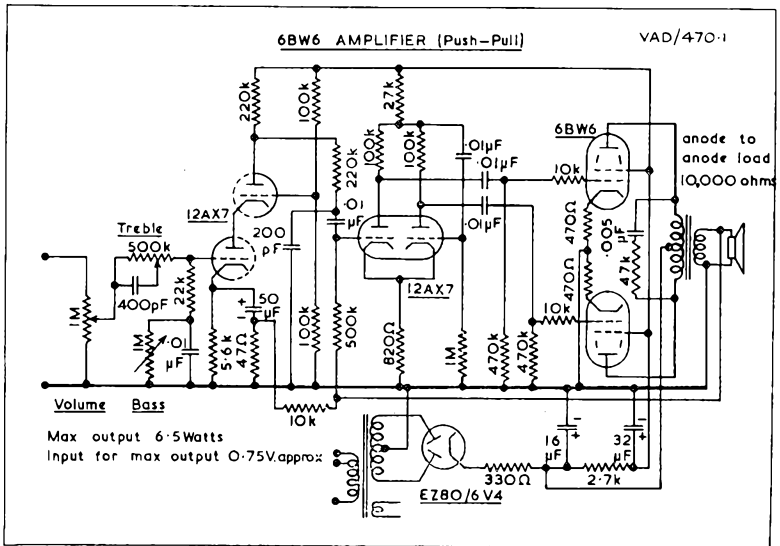 6BW6 AMPLIFIER (Push-Pull)
VAD/470·1
220k
100k
27k
6BW6
anode to
anode load
10,000 ohms
100k
100k
·01μF
·01μF
10k
220k
12AX7
·01
μF
200
pF
·01μF
470Ω
·005
μF
Treble
500k
400pF
22k
50
μF
12AX7
470Ω
47k
10k
1M
1M
·01
μF
5.6k
47Ω
100k
500k
820Ω
1M
470k
470k
Volume
Bass
10k
Max output 6·5Watts
Input for max output 0·75V.approx
16
μF
32
μF
330Ω
2·7k
EZ80/6V4